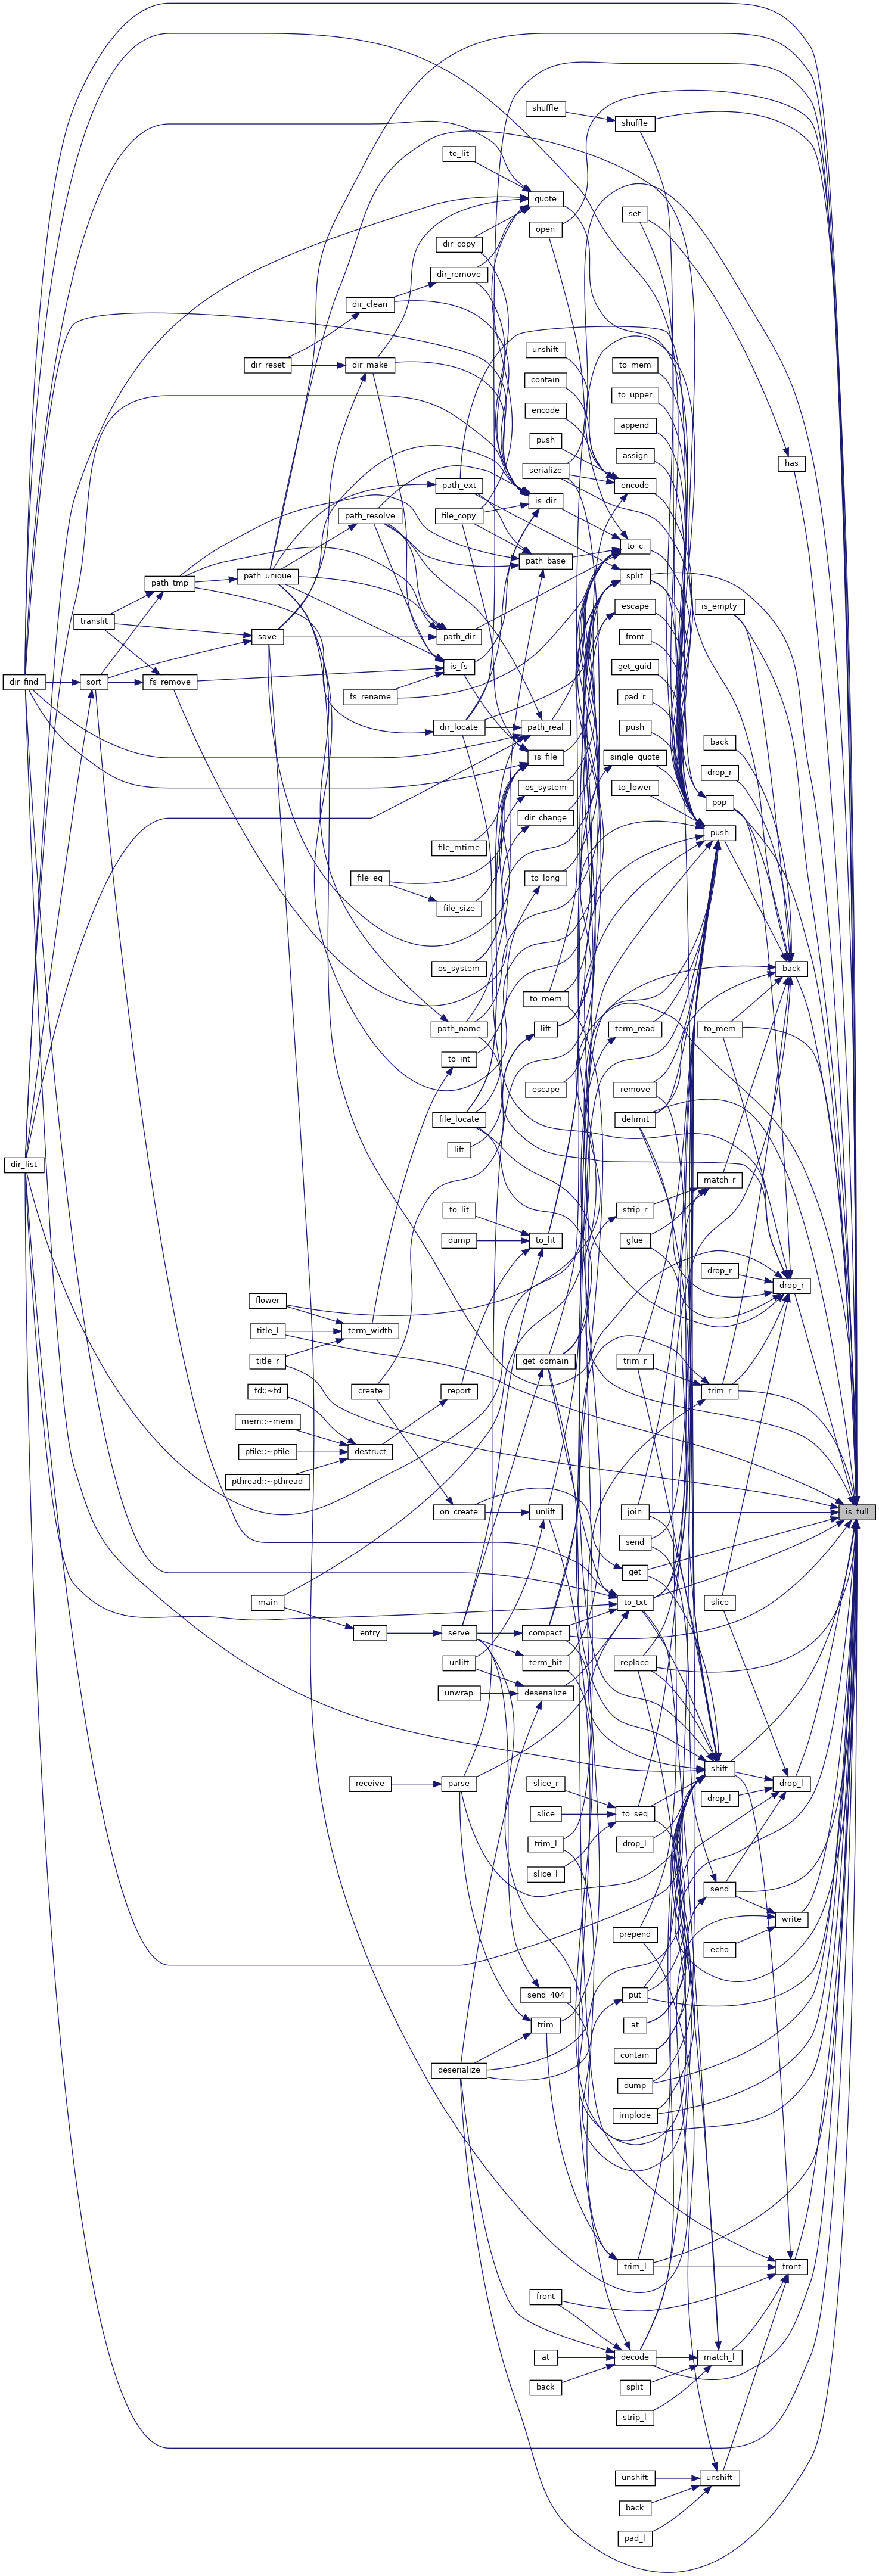 shuffle
shuffle
to_lit
quote
set
open
dir_copy
dir_remove
dir_clean
unshift
dir_reset
dir_make
to_mem
contain
to_upper
encode
append
push
assign
has
serialize
path_ext
encode
is_dir
path_resolve
file_copy
to_c
path_base
path_tmp
path_unique
split
is_empty
escape
translit
save
path_dir
front
is_fs
get_guid
dir_find
sort
fs_remove
fs_rename
pad_r
dir_locate
path_real
push
back
is_file
single_quote
drop_r
os_system
to_lower
pop
dir_change
push
file_mtime
file_eq
to_long
file_size
os_system
back
to_mem
path_name
lift
term_read
to_mem
to_int
escape
remove
file_locate
delimit
lift
dir_list
match_r
to_lit
strip_r
dump
to_lit
glue
drop_r
drop_r
flower
title_l
term_width
title_r
get_domain
trim_r
fd::~fd
create
report
trim_r
mem::~mem
pfile::~pfile
destruct
pthread::~pthread
on_create
unlift
join
is_full
send
get
main
to_txt
slice
entry
serve
compact
unlift
term_hit
replace
unwrap
deserialize
shift
receive
parse
slice_r
drop_l
drop_l
slice
to_seq
trim_l
drop_l
slice_l
send
write
prepend
echo
send_404
put
trim
at
contain
deserialize
dump
implode
trim_l
front
front
at
decode
match_l
back
split
strip_l
unshift
unshift
back
pad_l